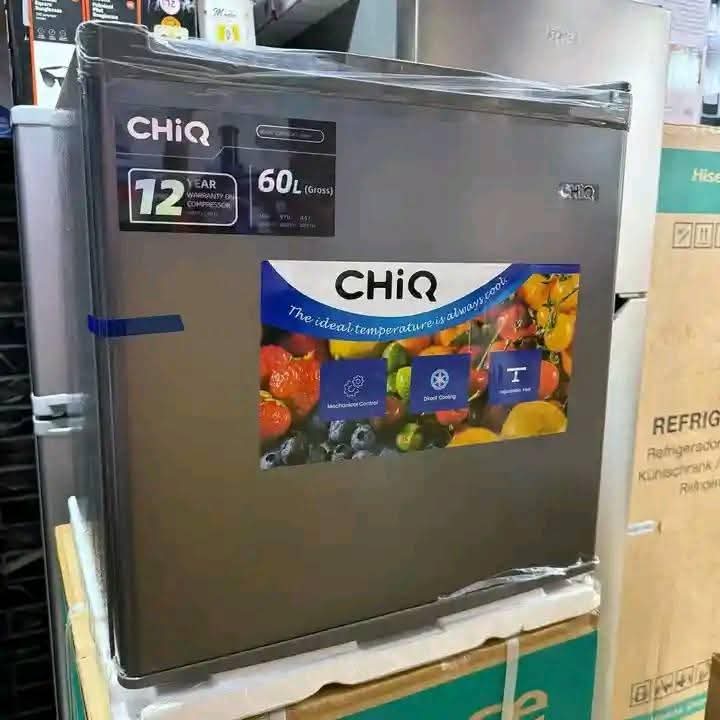 CHiQ
12
YEAR
WARRANTY ON
COMPRESSOR
60L (Gross)
CHiQ
CHiQ
The ideal temperature is always cool.
Mechanical Control
Direct Cooling
Adjustable Feet
Hise
REFRIG
Kühlschrank /